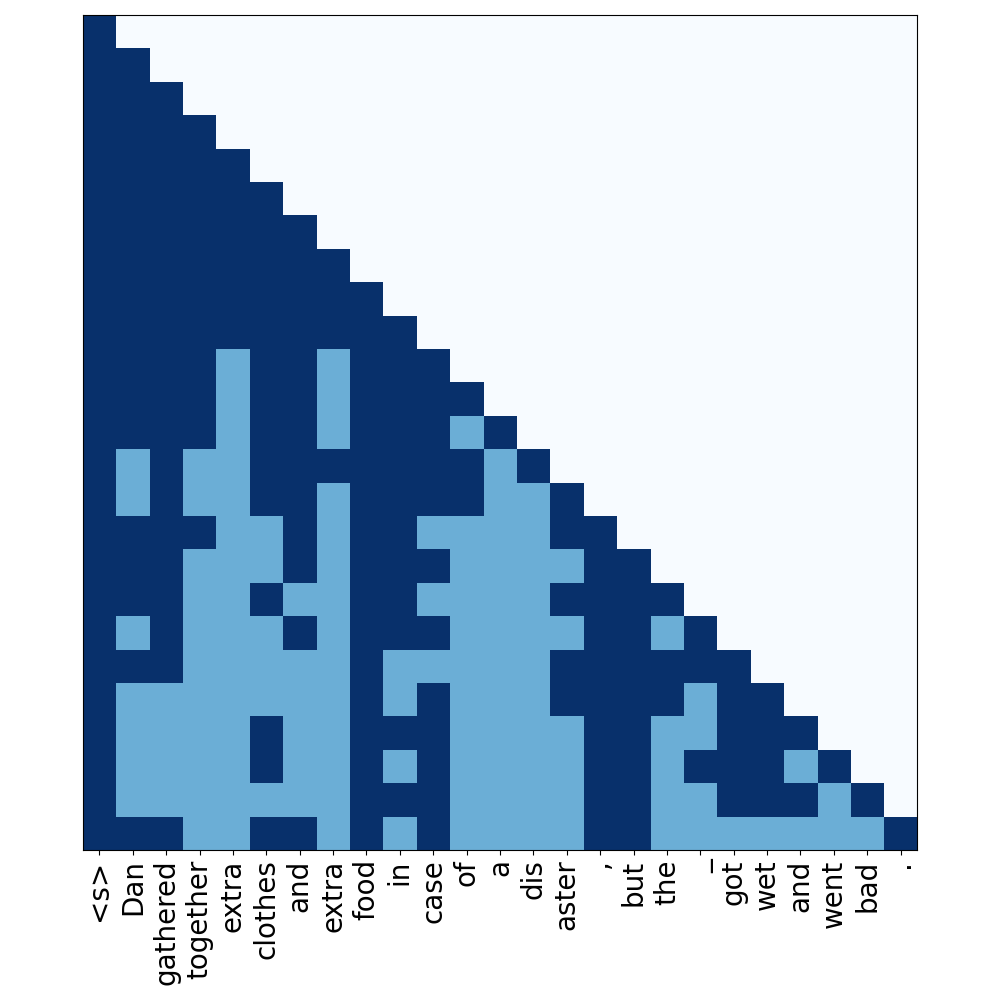 <s> Dan gathered together extra clothes and extra food in case of a dis aster , but the _ got wet and went bad .